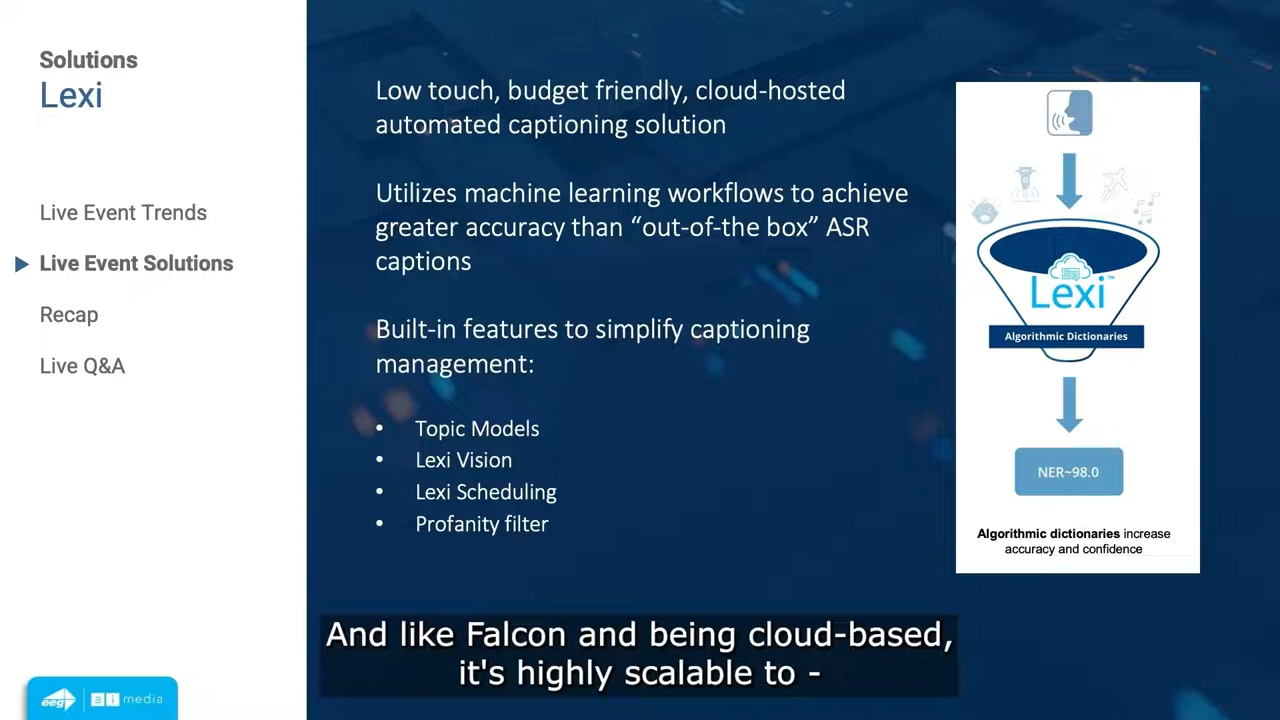 Solutions
Lexi
Live Event Trends
Live Event Solutions
Recap
Live Q&A
Low touch, budget friendly, cloud-hosted
automated captioning solution
Utilizes machine learning workflows to achieve
greater accuracy than “out-of-the box” ASR
captions
Built-in features to simplify captioning
management:
• Topic Models
• Lexi Vision
• Lexi Scheduling
• Profanity filter
Lexi™
Algorithmic Dictionaries
NER~98.0
Algorithmic dictionaries increase
accuracy and confidence
And like Falcon and being cloud-based,
it's highly scalable to -
eeg ai media